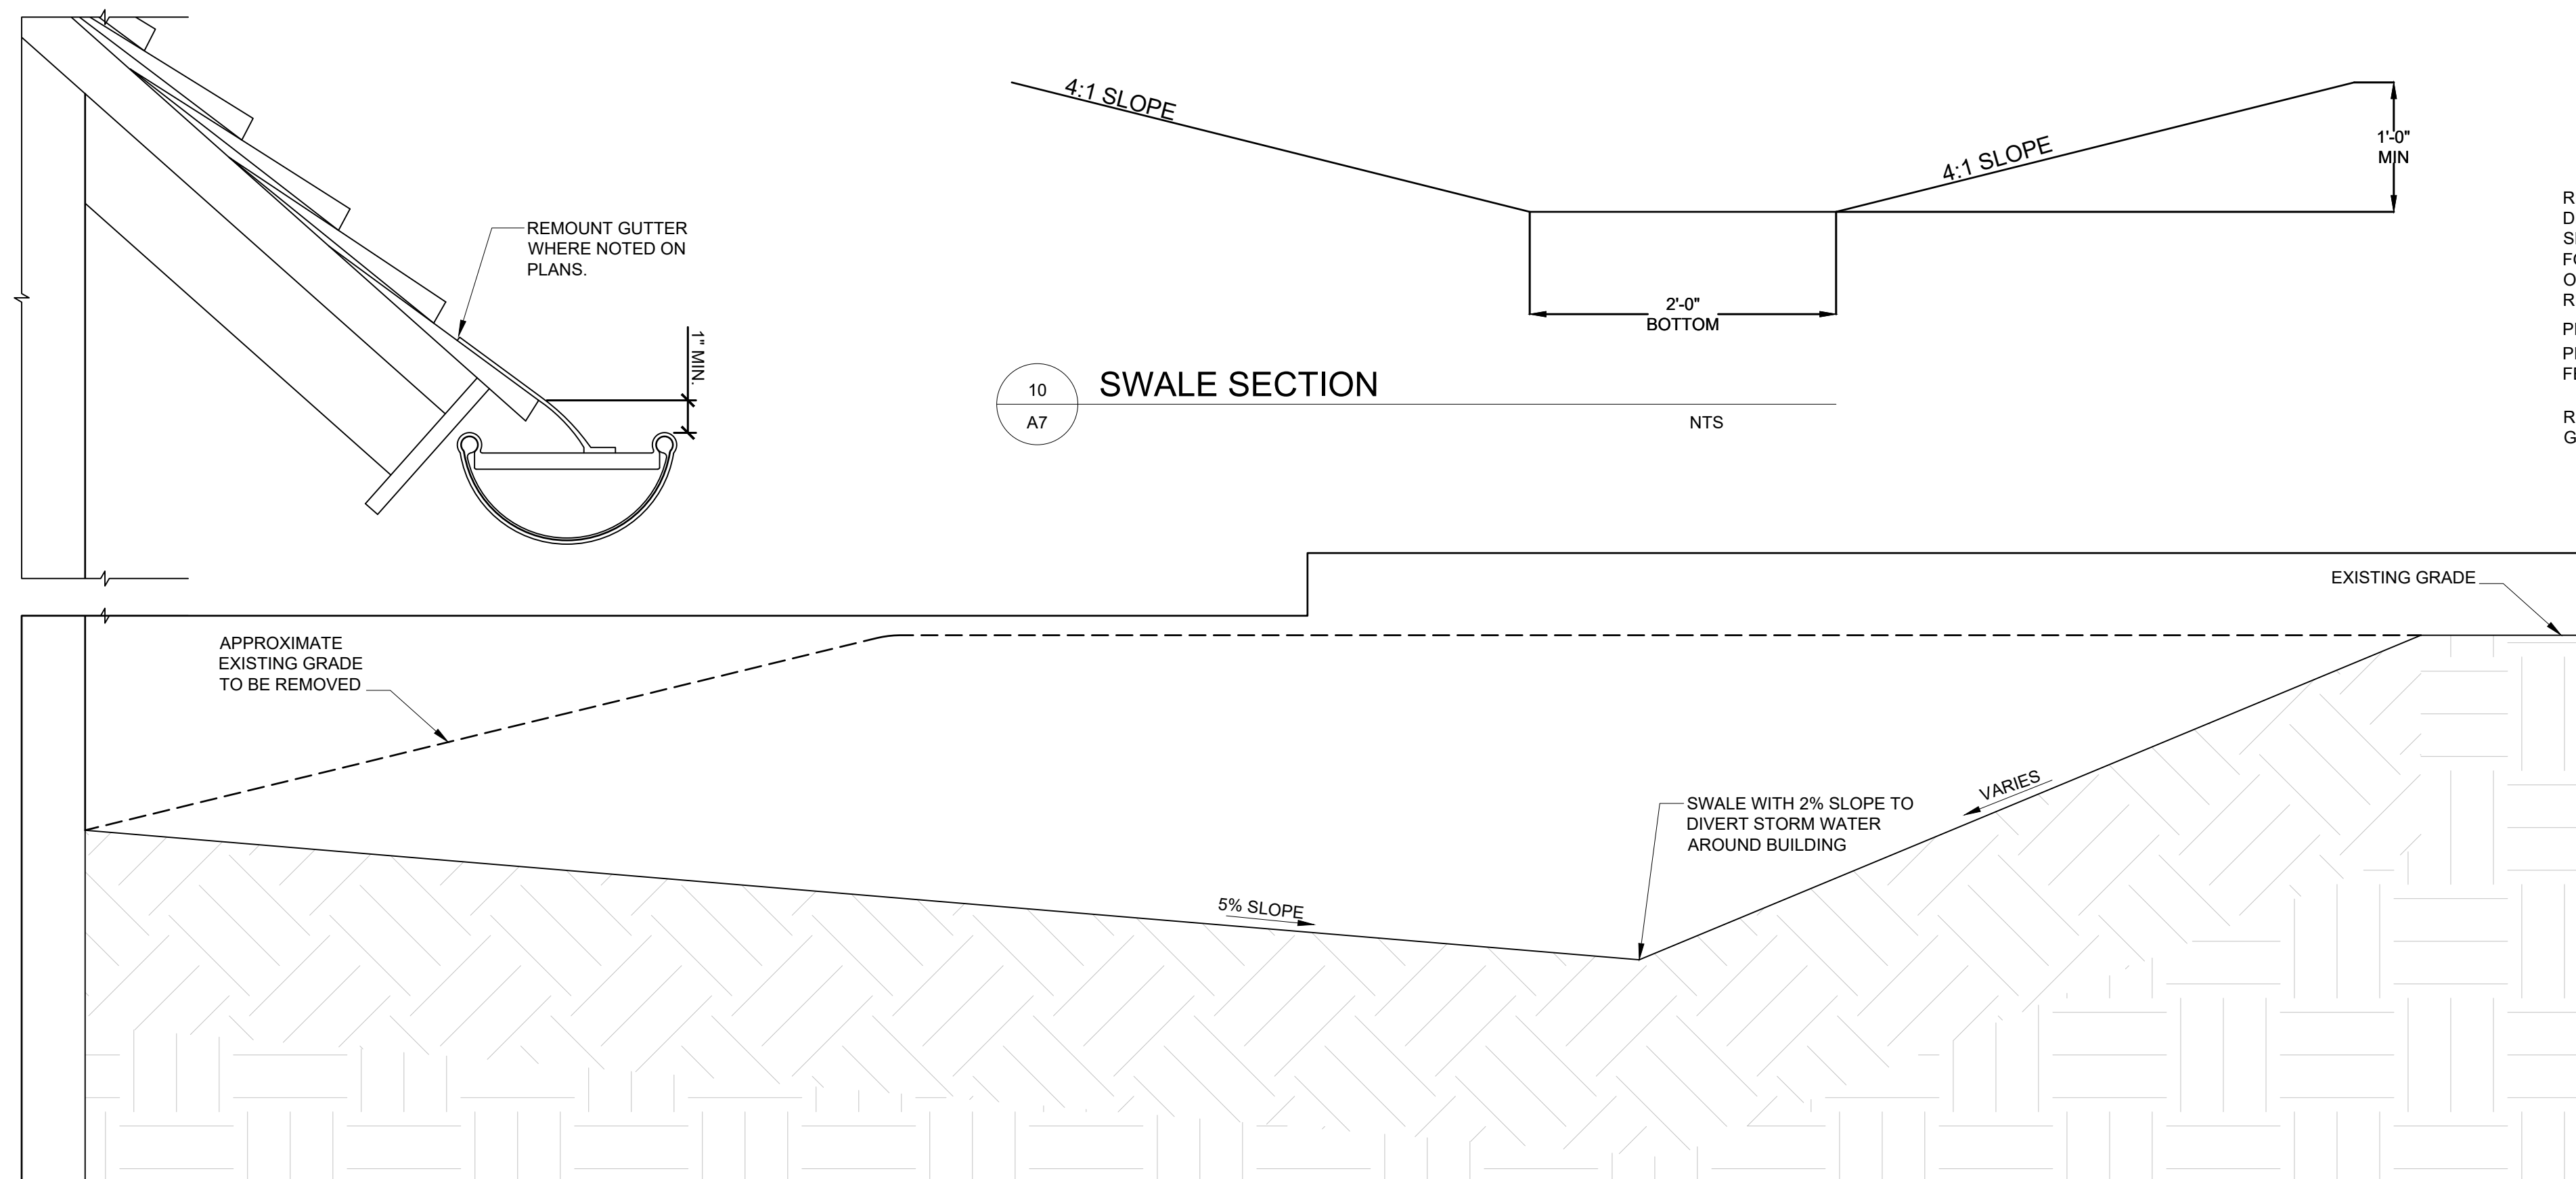 REMOUNT GUTTER
WHERE NOTED ON
PLANS.
1" MIN.
4:1 SLOPE
4:1 SLOPE
1'-0"
MIN
2'-0"
BOTTOM
10
A7
SWALE SECTION
NTS
EXISTING GRADE
APPROXIMATE
EXISTING GRADE
TO BE REMOVED
SWALE WITH 2% SLOPE TO
DIVERT STORM WATER
AROUND BUILDING
VARIES
5% SLOPE